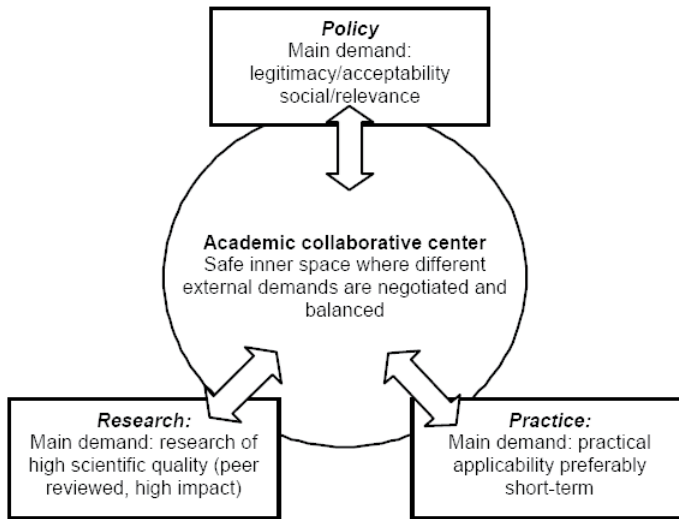 Policy
Main demand:
legitimacy/acceptability
social/relevance
Academic collaborative center
Safe inner space where different
external demands are negotiated and
balanced
Research:
Main demand: research of
high scientific quality (peer
reviewed, high impact)
Practice:
Main demand: practical
applicability preferably
short-term